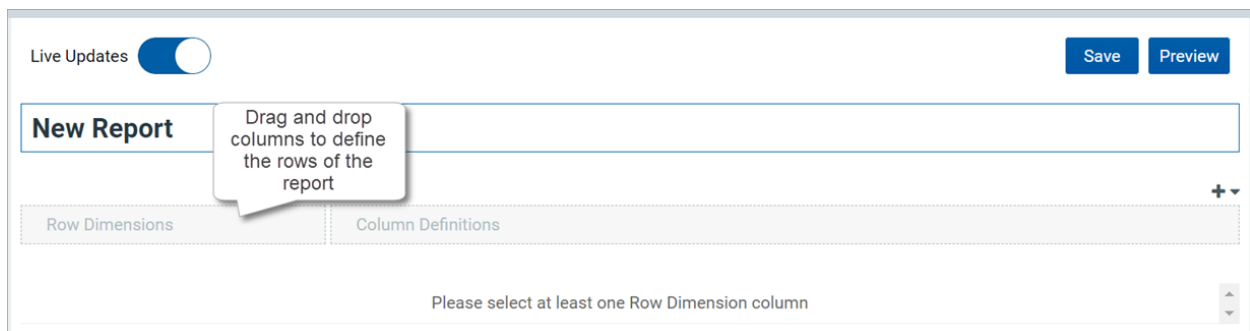 Live Updates
Save
Preview
New Report
Drag and drop
columns to define
the rows of the
report
Row Dimensions
Column Definitions
Please select at least one Row Dimension column